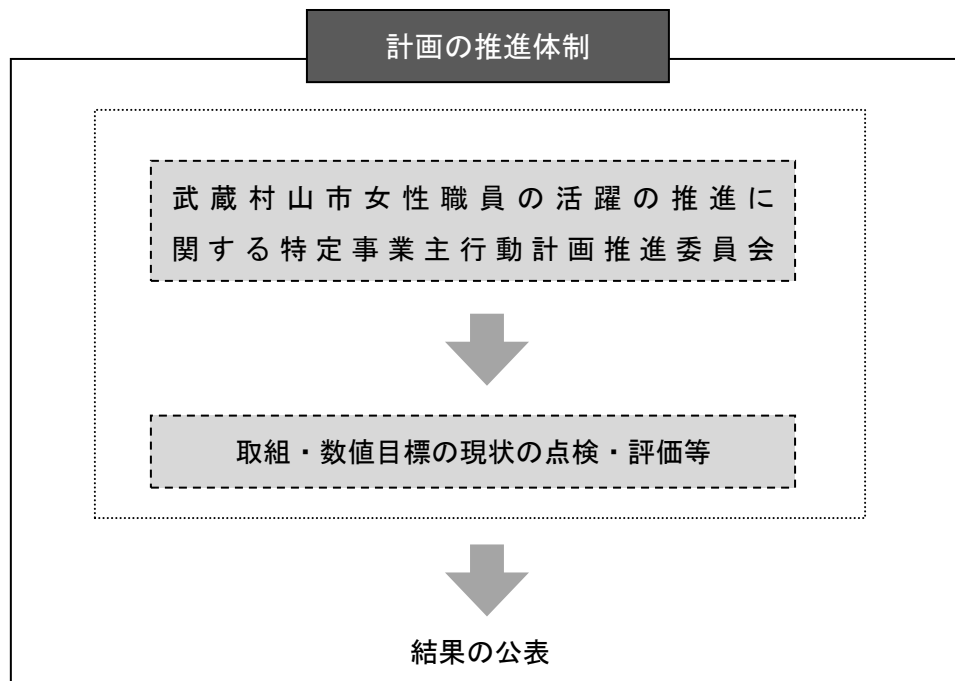 計画の推進体制
武蔵村山市女性職員の活躍の推進に
関する特定事業主行動計画推進委員会
取組・数値目標の現状の点検・評価等
結果の公表